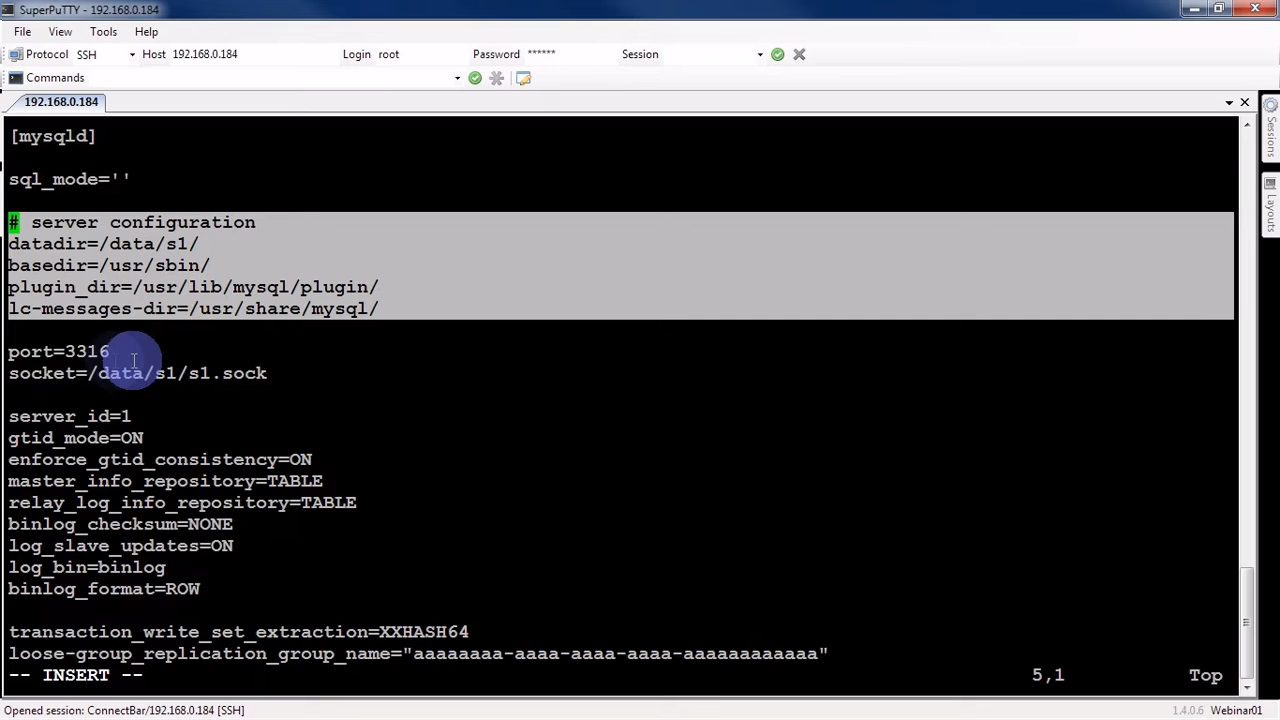 SuperPuTTY - 192.168.0.184
File View Tools Help
Protocol SSH Host 192.168.0.184 Login root Password ****** Session
Commands
192.168.0.184
[mysqld]
sql_mode=''
# server configuration
datadir=/data/s1/
basedir=/usr/sbin/
plugin_dir=/usr/lib/mysql/plugin/
lc-messages-dir=/usr/share/mysql/
port=3316
socket=/data/s1/s1.sock
server_id=1
gtid_mode=ON
enforce_gtid_consistency=ON
master_info_repository=TABLE
relay_log_info_repository=TABLE
binlog_checksum=NONE
log_slave_updates=ON
log_bin=binlog
binlog_format=ROW
transaction_write_set_extraction=XXHASH64
loose-group_replication_group_name="aaaaaaaa-aaaa-aaaa-aaaa-aaaaaaaaaaaa"
-- INSERT -- 5,1 Top
Sessions
Layouts
Opened session: ConnectBar/192.168.0.184 [SSH] 1.4.0.6 Webinar01